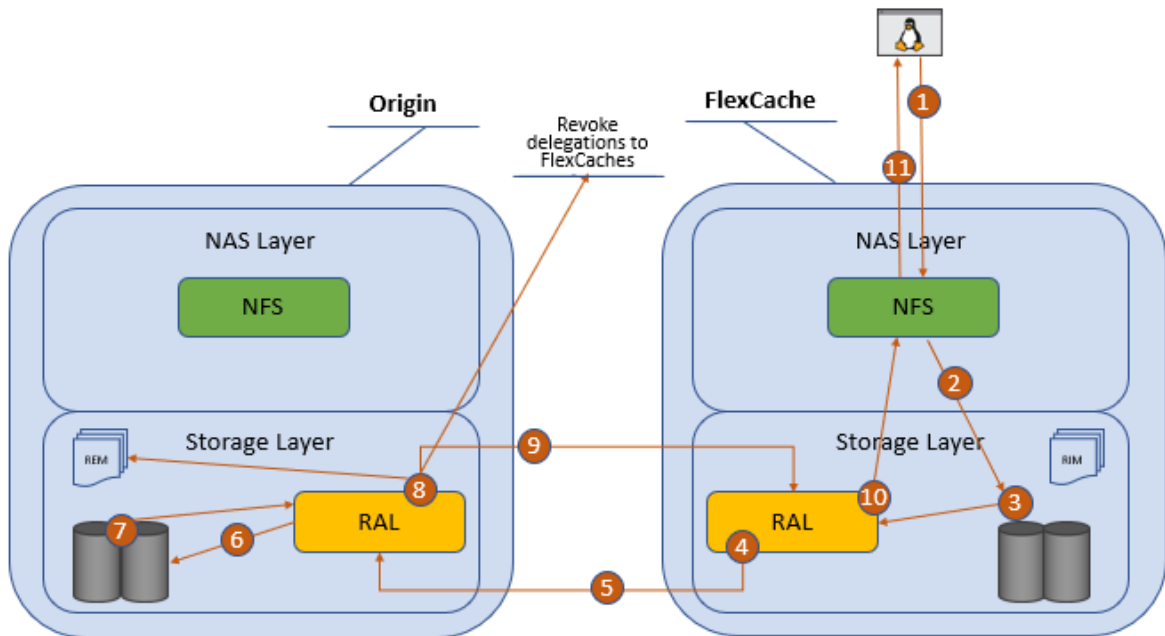 1
Origin
FlexCache
Revoke
delegations to
FlexCaches
11
NAS Layer
NAS Layer
NFS
NFS
2
Storage Layer
9
Storage Layer
REM
RIM
8
10
3
7
RAL
RAL
6
4
5